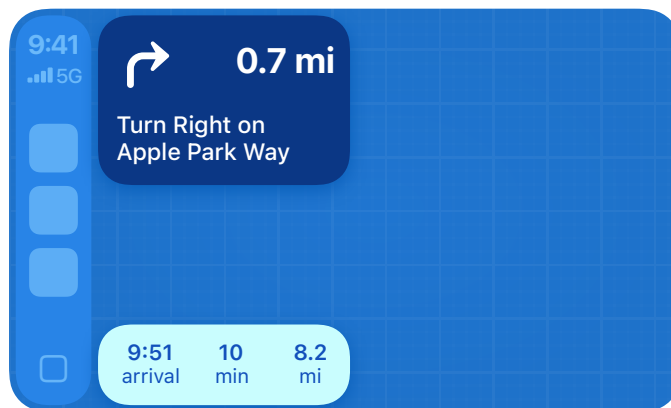 9:41
5G
0.7 mi
Turn Right on
Apple Park Way
9:51 10 8.2
arrival min mi